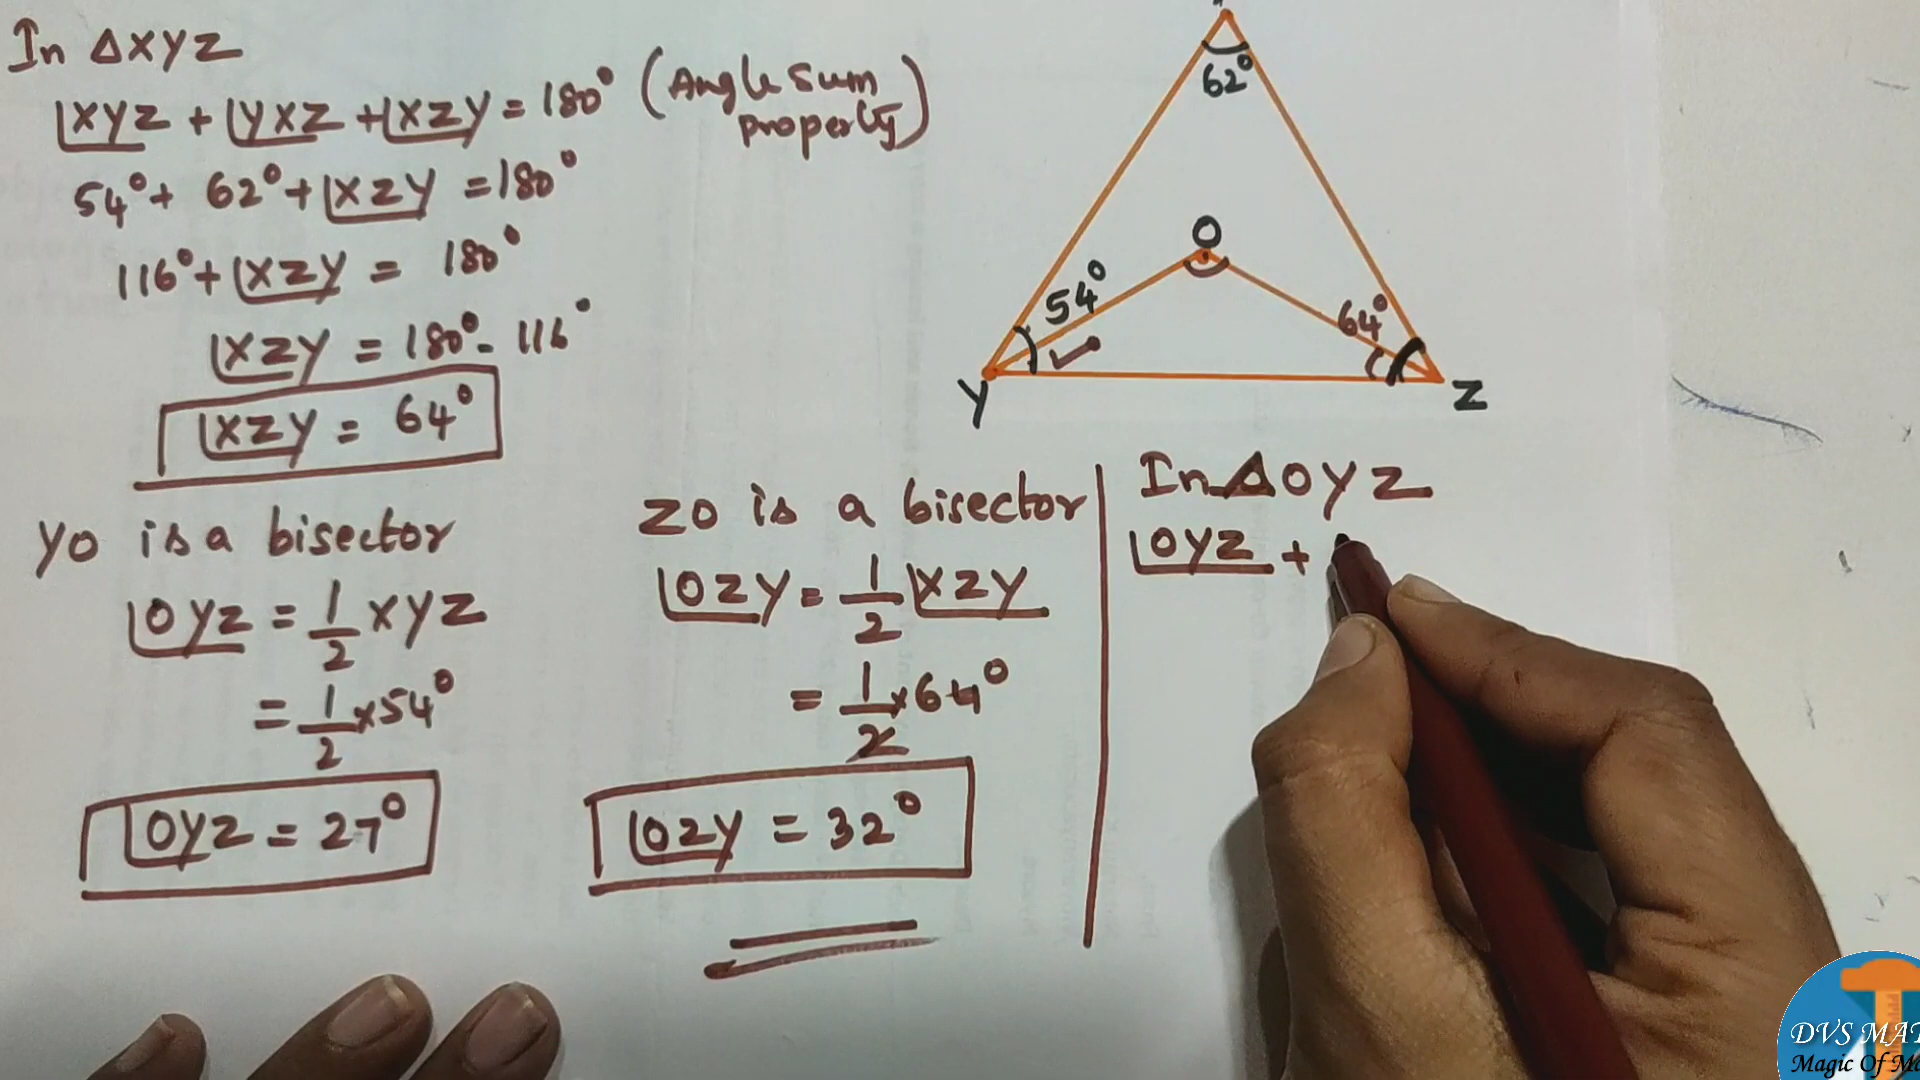 In ΔXYZ
∠XYZ + ∠YXZ + ∠XZY = 180° (Angle Sum property)
54° + 62° + ∠XZY = 180°
116° + ∠XZY = 180°
∠XZY = 180° - 116°
∠XZY = 64°
YO is a bisector
∠OYZ = 1/2 XYZ
= 1/2 × 54°
∠OYZ = 27°
ZO is a bisector
∠OZY = 1/2 ∠XZY
= 1/2 × 64°
∠OZY = 32°
62°
O
54°
64°
Y
Z
In ΔOYZ
∠OYZ +
DVS MAT
Magic Of Ma